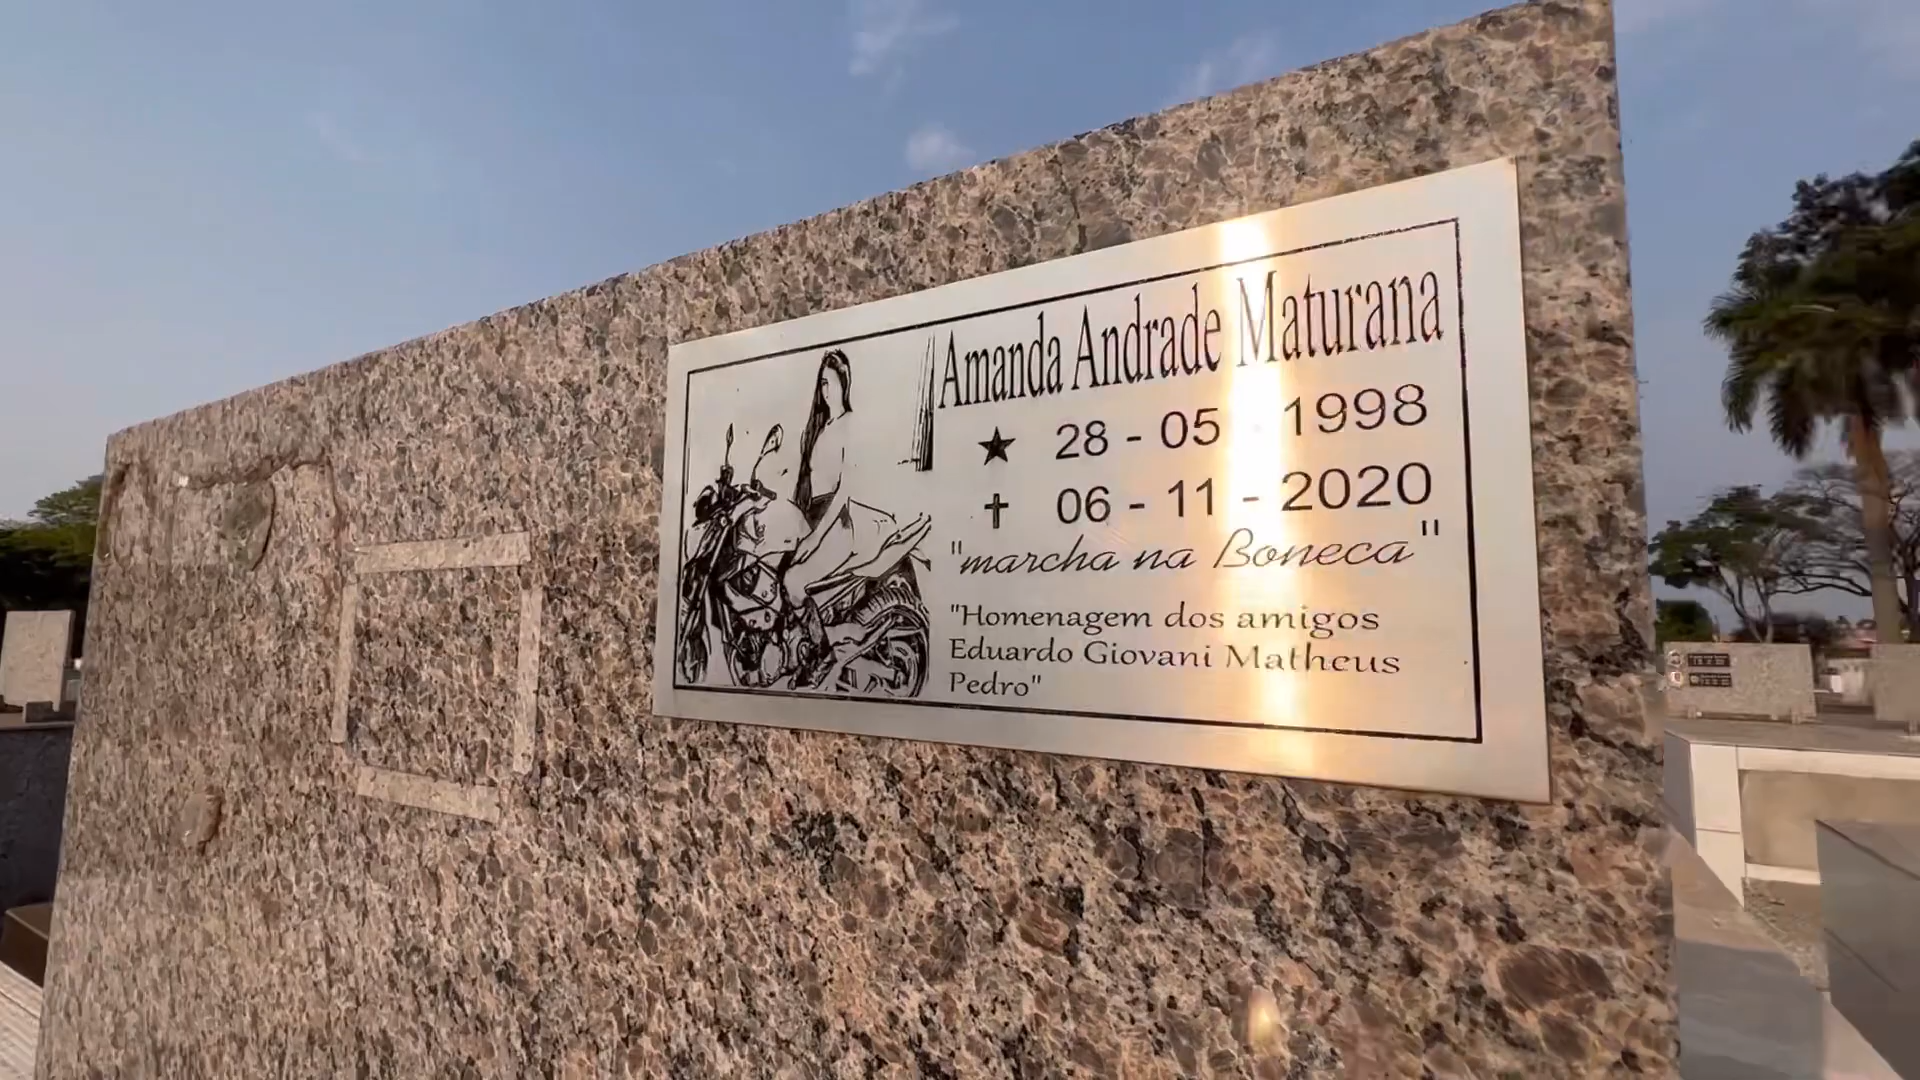 Amanda Andrade Maturana
★ 28 - 05 - 1998
✝ 06 - 11 - 2020
"marcha na Boneca"
"Homenagem dos amigos
Eduardo Giovani Matheus
Pedro"